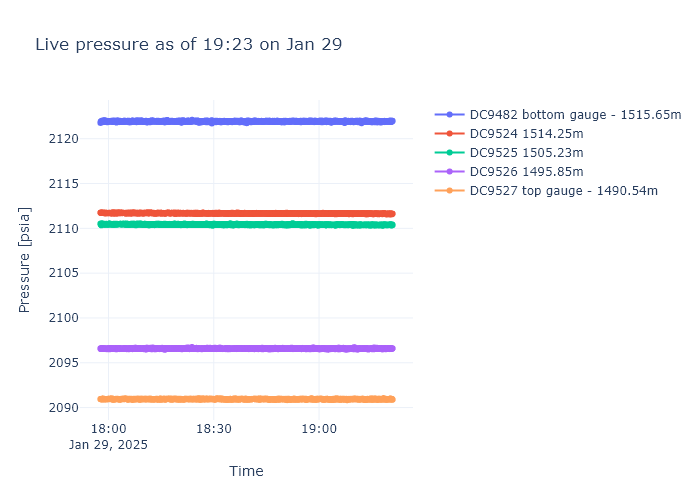 Live pressure as of 19:23 on Jan 29
DC9482 bottom gauge - 1515.65m
DC9524 1514.25m
DC9525 1505.23m
DC9526 1495.85m
DC9527 top gauge - 1490.54m
Pressure [psia]
2120
2115
2110
2105
2100
2095
2090
18:00
18:30
19:00
Jan 29, 2025
Time